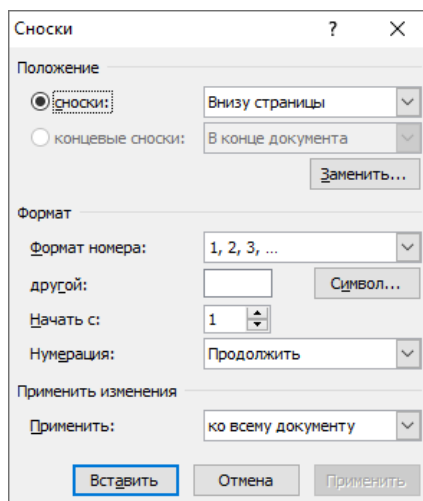 Сноски ?
Положение
сноски: Внизу страницы
концевые сноски: В конце документа
Заменить...
Формат
Формат номера: 1, 2, 3, ...
другой: Символ...
Начать с: 1
Нумерация: Продолжить
Применить изменения
Применить: ко всему документу
Вставить Отмена Применить